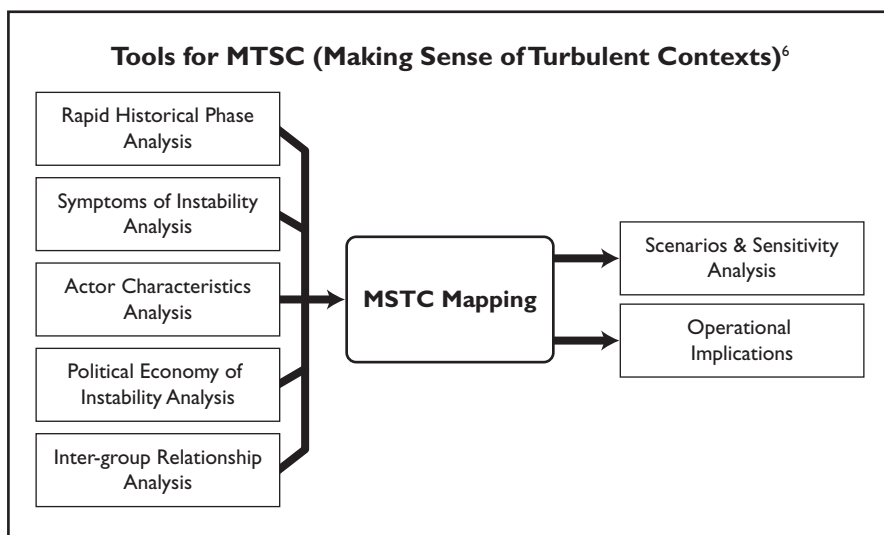 Tools for MTSC (Making Sense of Turbulent Contexts)⁶
Rapid Historical Phase
Analysis
Symptoms of Instability
Analysis
Actor Characteristics
Analysis
Political Economy of
Instability Analysis
Inter-group Relationship
Analysis
MSTC Mapping
Scenarios & Sensitivity
Analysis
Operational
Implications